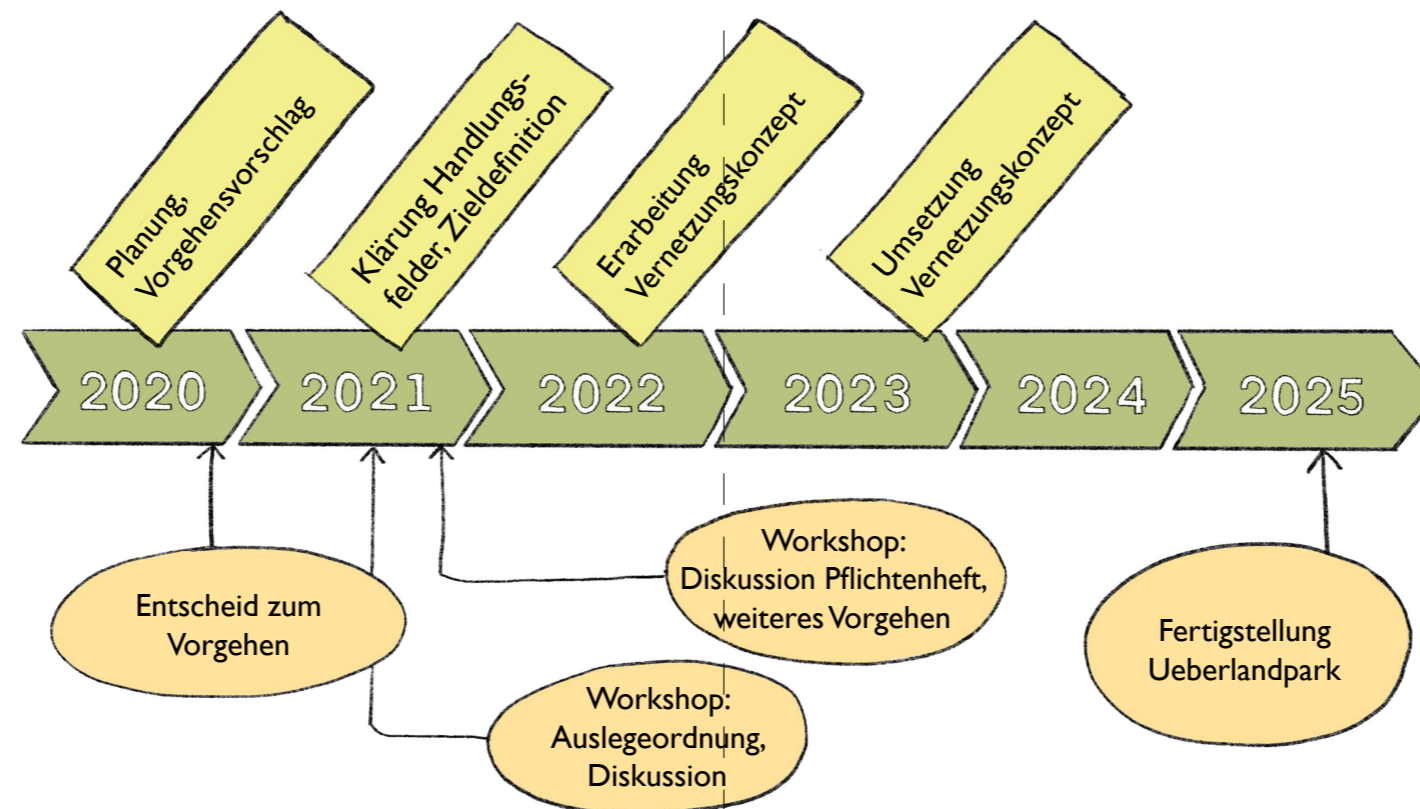 Planung,
Vorgehensvorschlag
Klärung Handlungs-
felder, Zieldefinition
Erarbeitung
Vernetzungskonzept
Umsetzung
Vernetzungskonzept
2020
2021
2022
2023
2024
2025
Entscheid zum
Vorgehen
Workshop:
Auslegeordnung,
Diskussion
Workshop:
Diskussion Pflichtenheft,
weiteres Vorgehen
Fertigstellung
Ueberlandpark